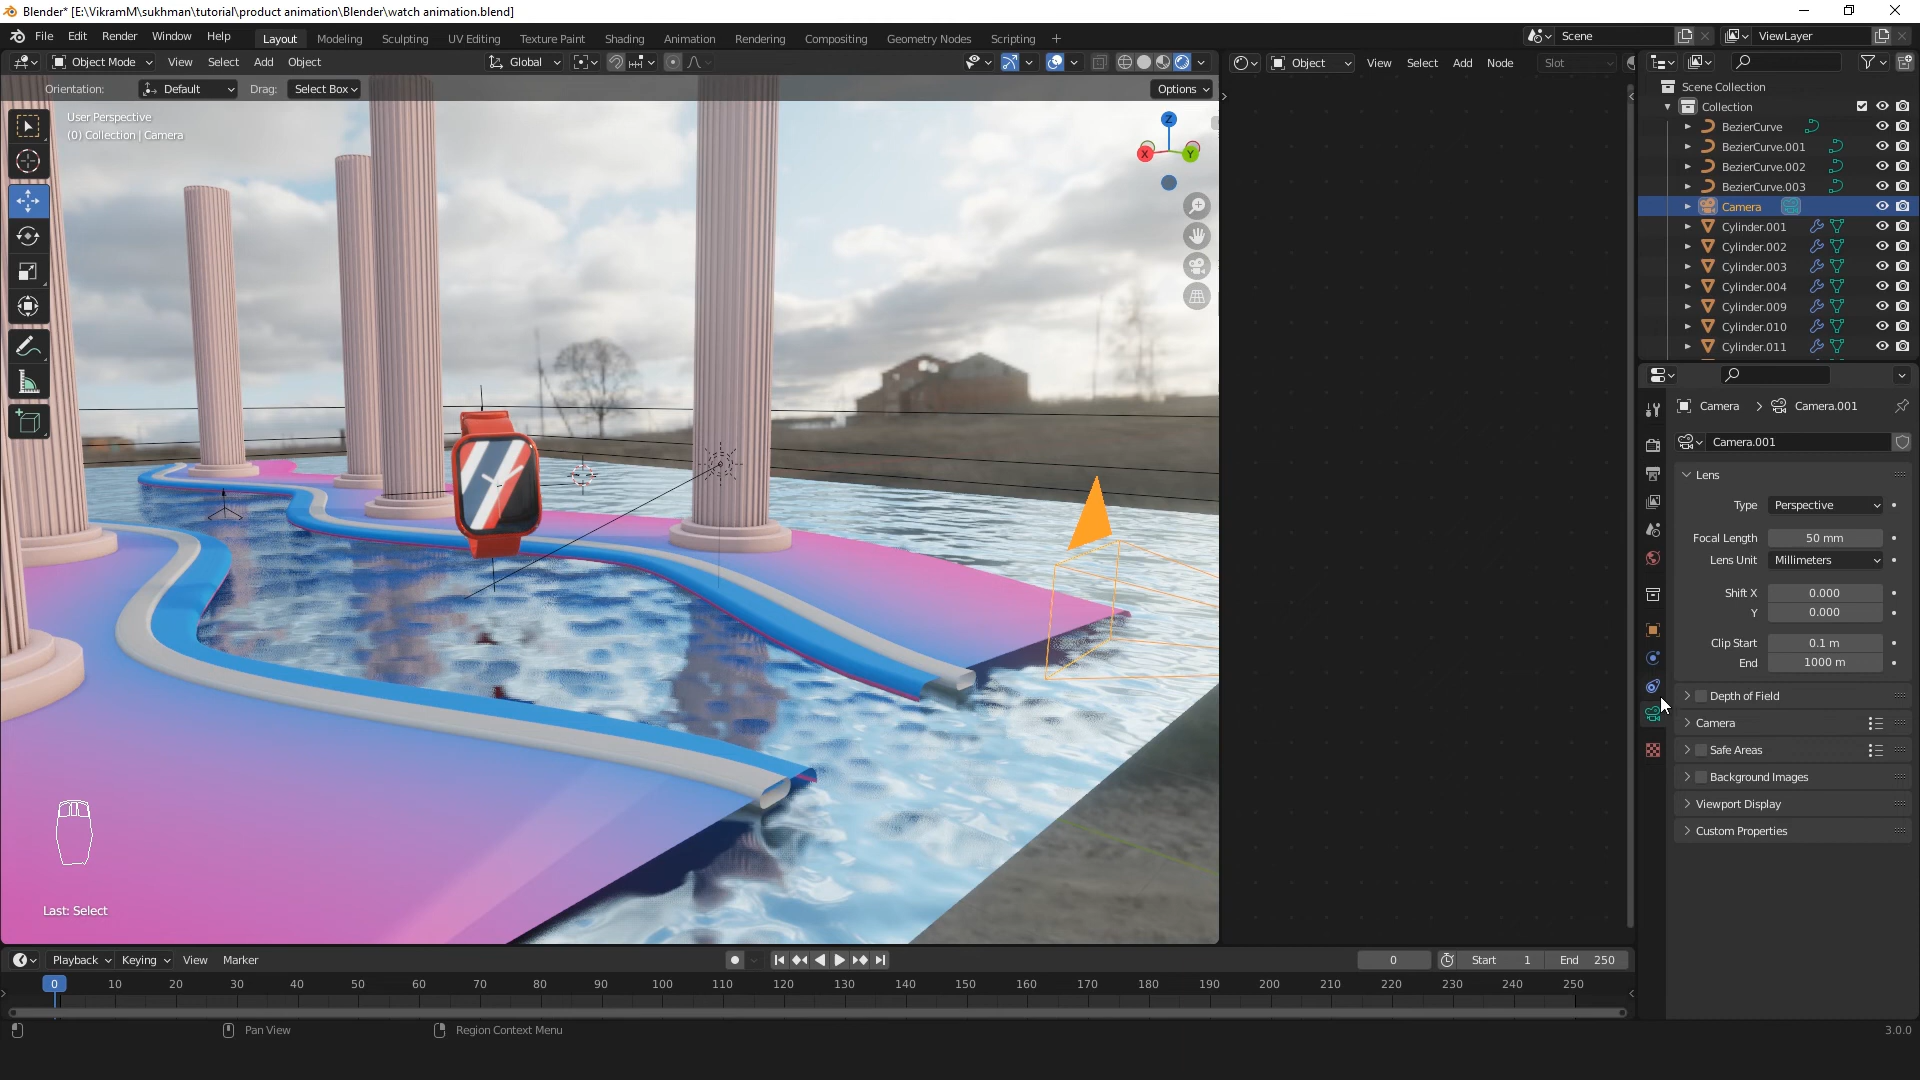 Blender* [E:\VikramM\sukhman\tutorial\product animation\Blender\watch animation.blend]
File Edit Render Window Help Layout Modeling Sculpting UV Editing Texture Paint Shading Animation Rendering Compositing Geometry Nodes Scripting + Scene ViewLayer
Object Mode View Select Add Object Global Object View Select Add Node Slot
Orientation: Default Drag: Select Box Options
User Perspective
(0) Collection | Camera
Z
X Y
Last: Select
Scene Collection
Collection
BezierCurve
BezierCurve.001
BezierCurve.002
BezierCurve.003
Camera
Cylinder.001
Cylinder.002
Cylinder.003
Cylinder.004
Cylinder.009
Cylinder.010
Cylinder.011
Camera > Camera.001
Camera.001
Lens
Type Perspective
Focal Length 50 mm
Lens Unit Millimeters
Shift X 0.000
Y 0.000
Clip Start 0.1 m
End 1000 m
Depth of Field
Camera
Safe Areas
Background Images
Viewport Display
Custom Properties
Playback Keying View Marker 0 Start 1 End 250
0 10 20 30 40 50 60 70 80 90 100 110 120 130 140 150 160 170 180 190 200 210 220 230 240 250
Pan View Region Context Menu 3.0.0